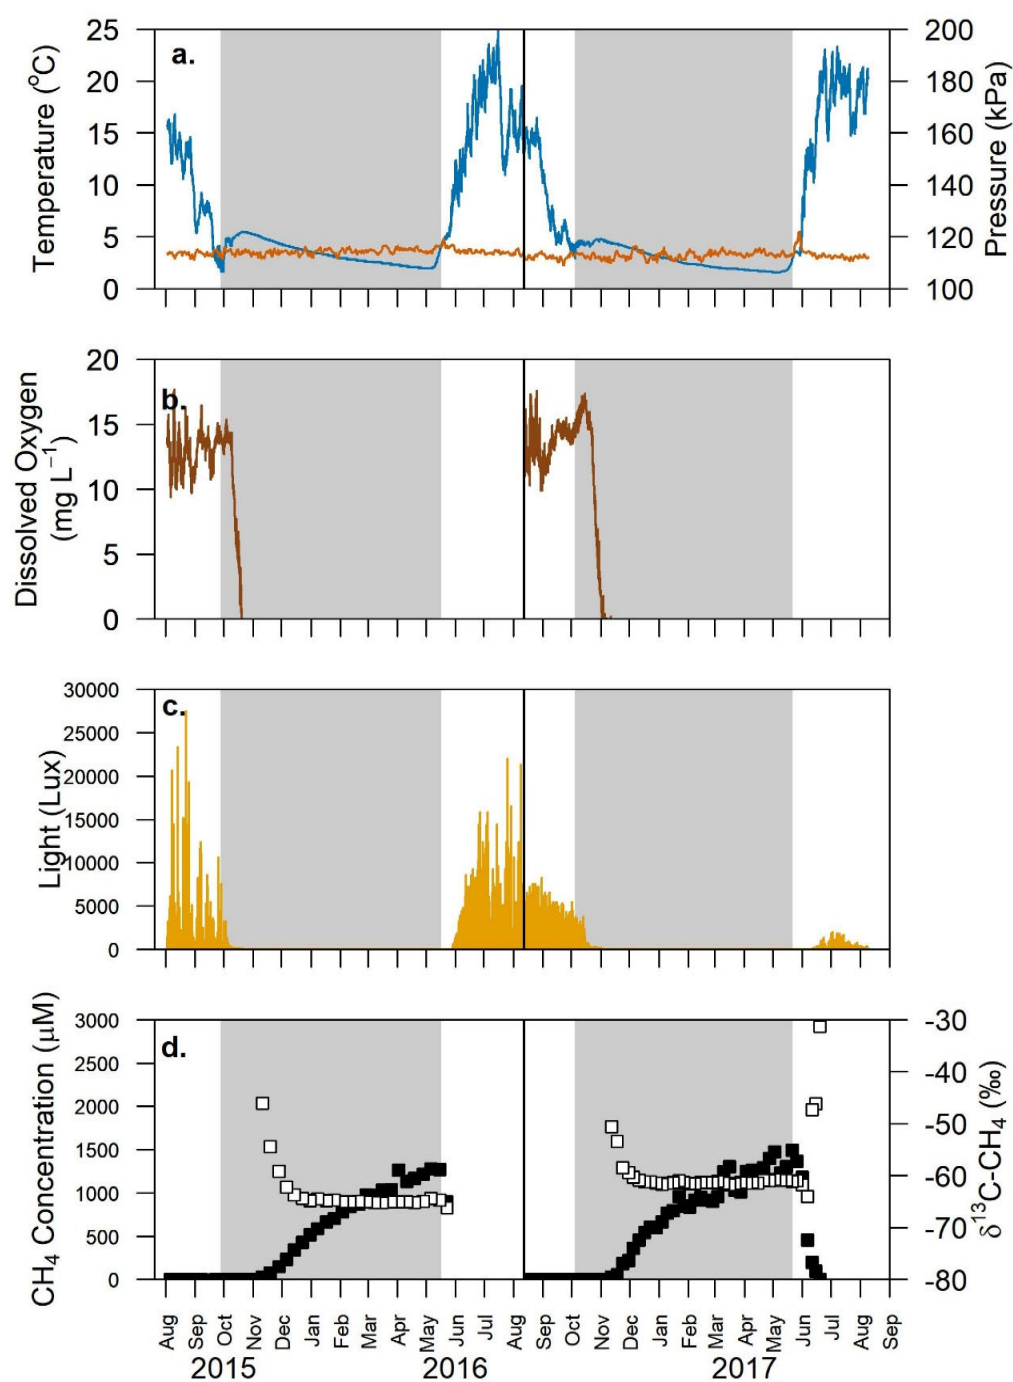 a.
25
20
15
10
5
0
Temperature (°C)
200
180
160
140
120
100
Pressure (kPa)
b.
20
15
10
5
0
Dissolved Oxygen
(mg L⁻¹)
c.
30000
25000
20000
15000
10000
5000
0
Light (Lux)
d.
3000
2500
2000
1500
1000
500
0
CH₄ Concentration (µM)
-30
-40
-50
-60
-70
-80
δ¹³C-CH₄ (‰)
Aug Sep Oct Nov Dec Jan Feb Mar Apr May Jun Jul Aug Sep Oct Nov Dec Jan Feb Mar Apr May Jun Jul Aug Sep
2015 2016 2017